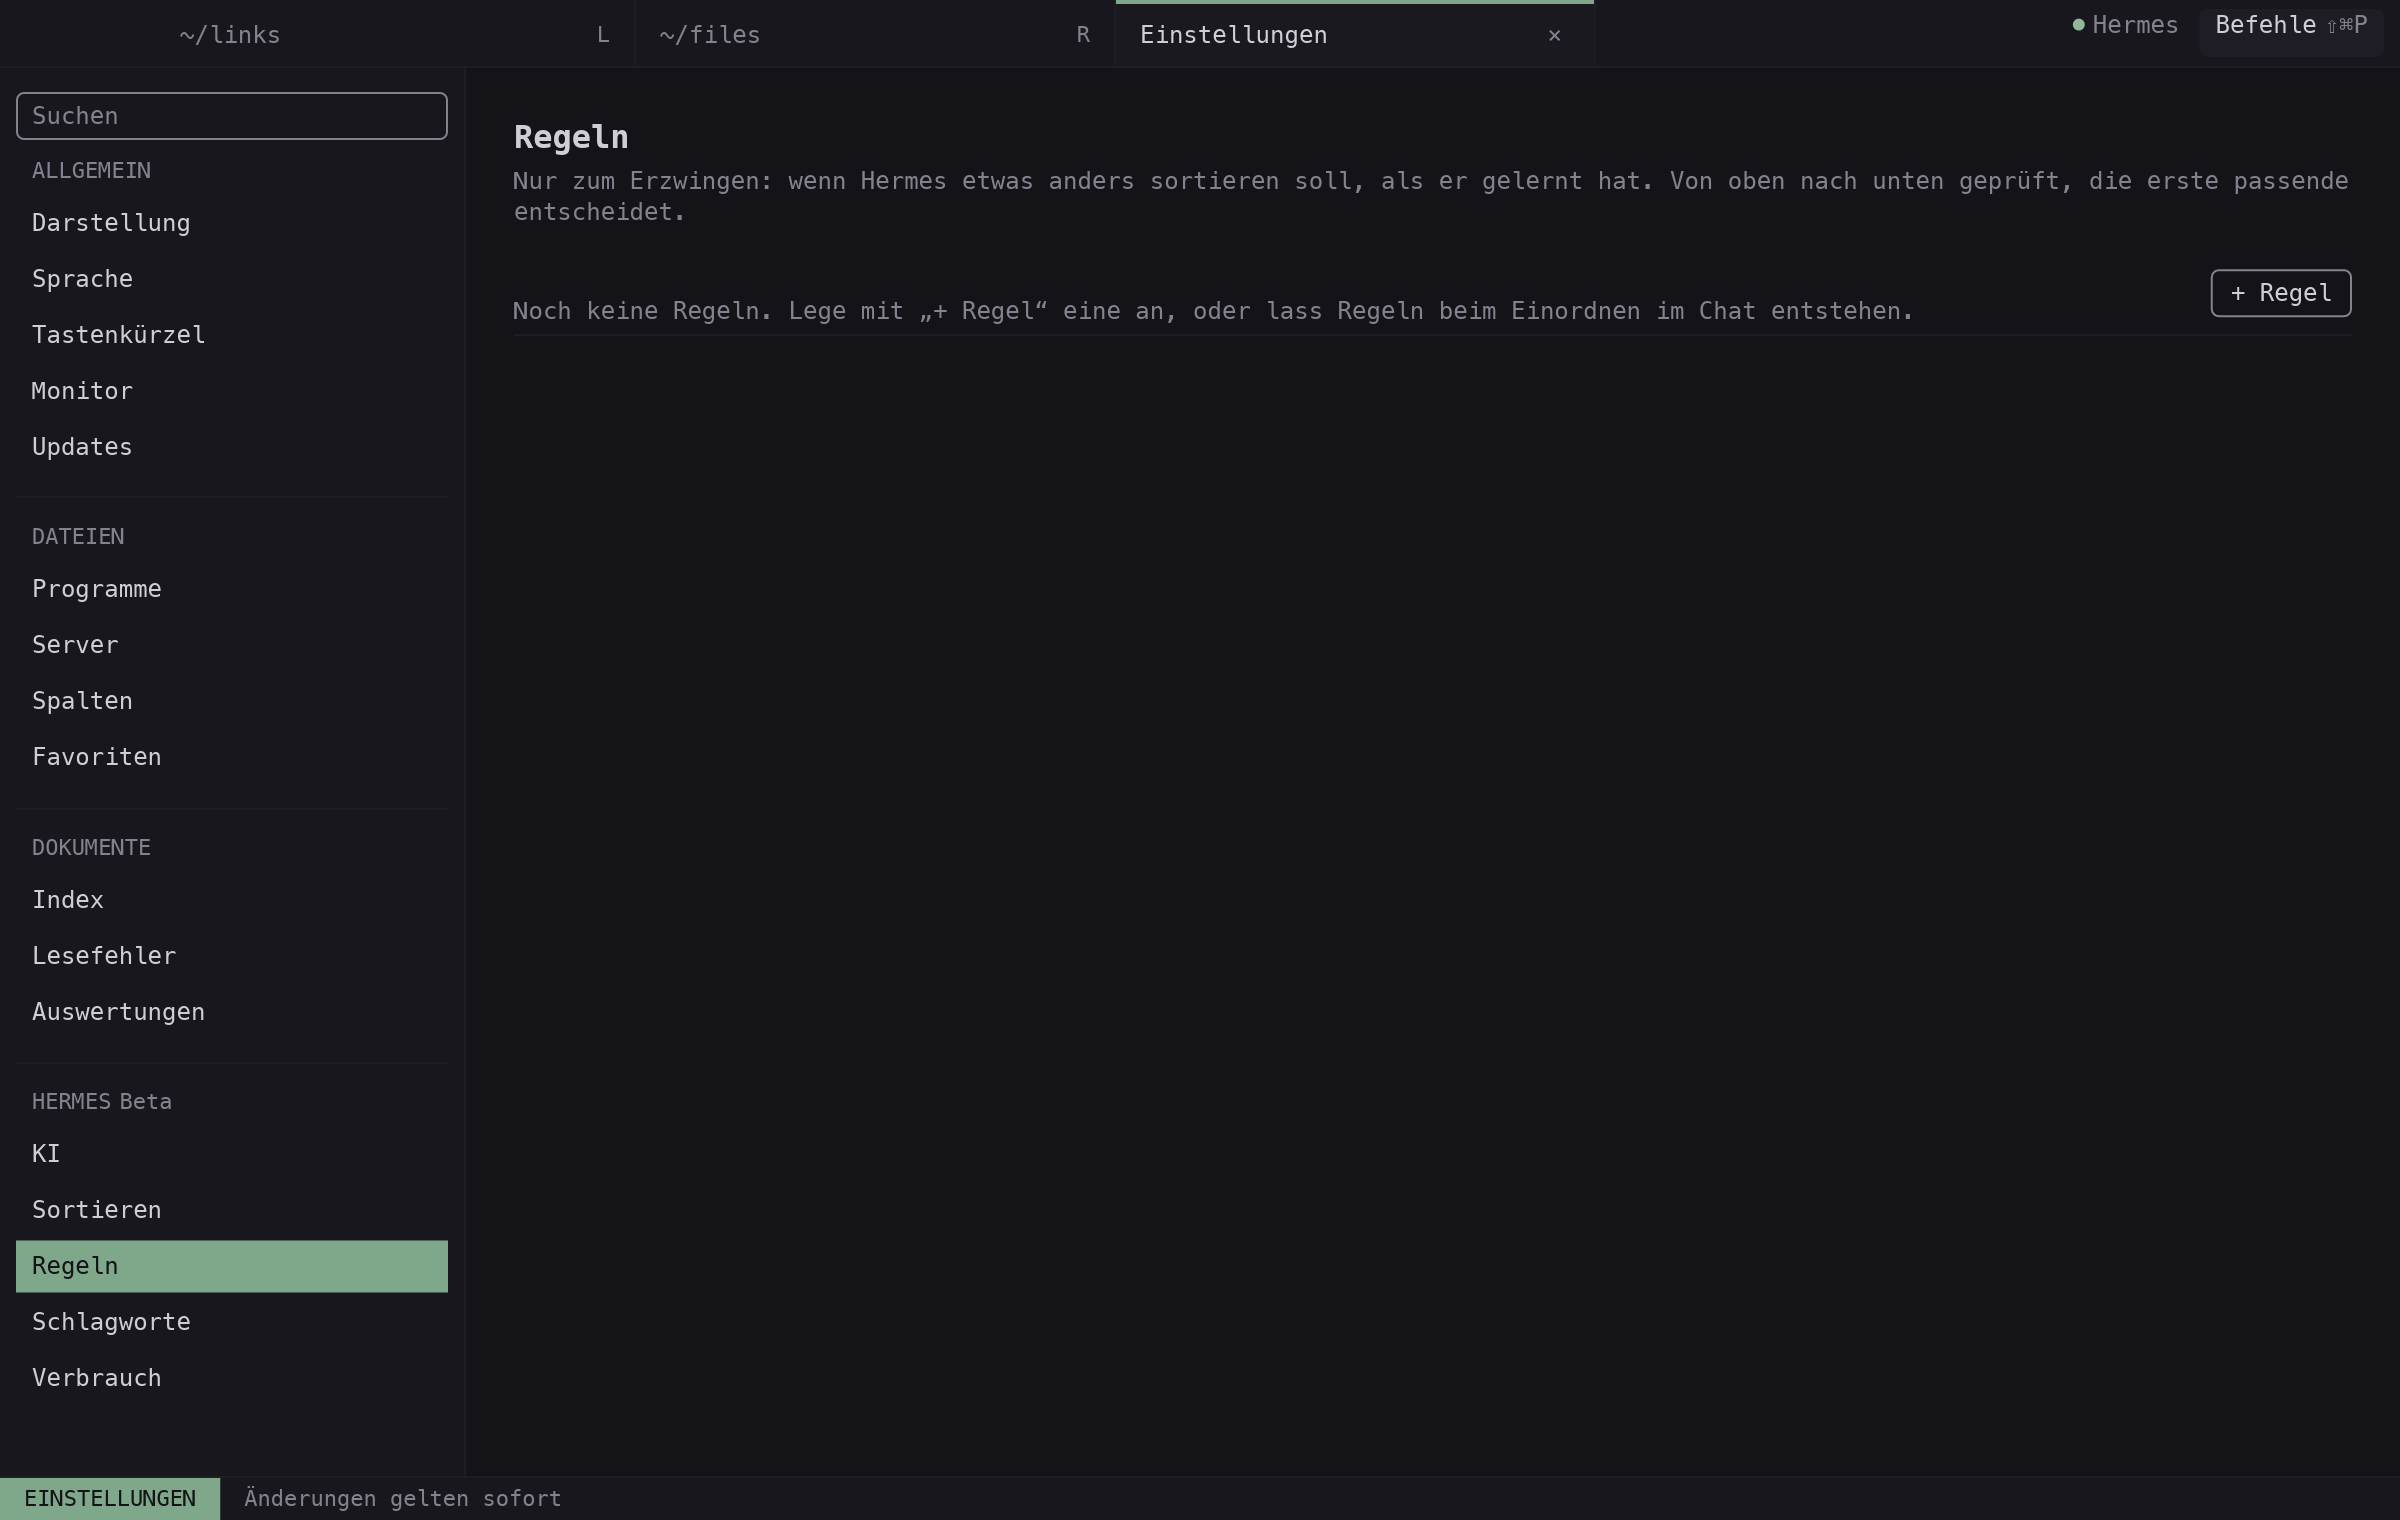 ~/links L ~/files R Einstellungen × Hermes Befehle ⇧⌘P
Suchen
ALLGEMEIN
Darstellung
Sprache
Tastenkürzel
Monitor
Updates
DATEIEN
Programme
Server
Spalten
Favoriten
DOKUMENTE
Index
Lesefehler
Auswertungen
HERMES Beta
KI
Sortieren
Regeln
Schlagworte
Verbrauch
Regeln
Nur zum Erzwingen: wenn Hermes etwas anders sortieren soll, als er gelernt hat. Von oben nach unten geprüft, die erste passende
entscheidet.
Noch keine Regeln. Lege mit „+ Regel“ eine an, oder lass Regeln beim Einordnen im Chat entstehen.
+ Regel
EINSTELLUNGEN Änderungen gelten sofort